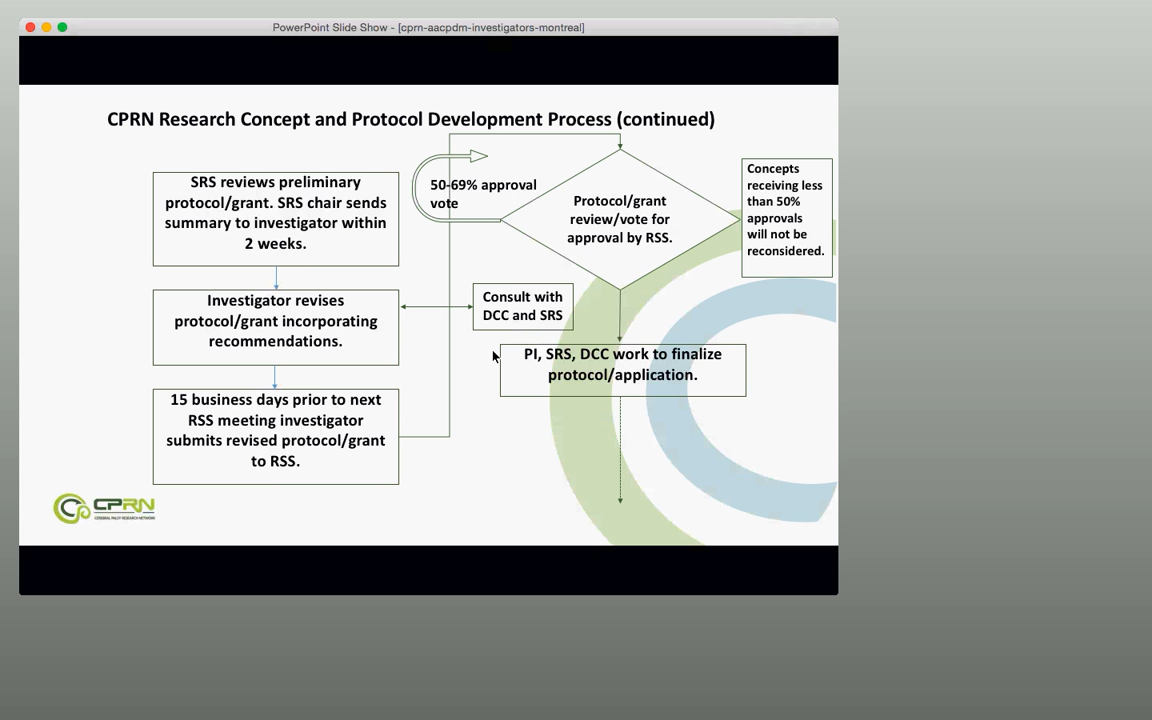 PowerPoint Slide Show - [cprn-aacpdm-investigators-montreal]
CPRN Research Concept and Protocol Development Process (continued)
SRS reviews preliminary
protocol/grant. SRS chair sends
summary to investigator within
2 weeks.
Investigator revises
protocol/grant incorporating
recommendations.
15 business days prior to next
RSS meeting investigator
submits revised protocol/grant
to RSS.
50-69% approval
vote
Consult with
DCC and SRS
Protocol/grant
review/vote for
approval by RSS.
PI, SRS, DCC work to finalize
protocol/application.
Concepts
receiving less
than 50%
approvals
will not be
reconsidered.
CPRN
CEREBRAL PALSY RESEARCH NETWORK